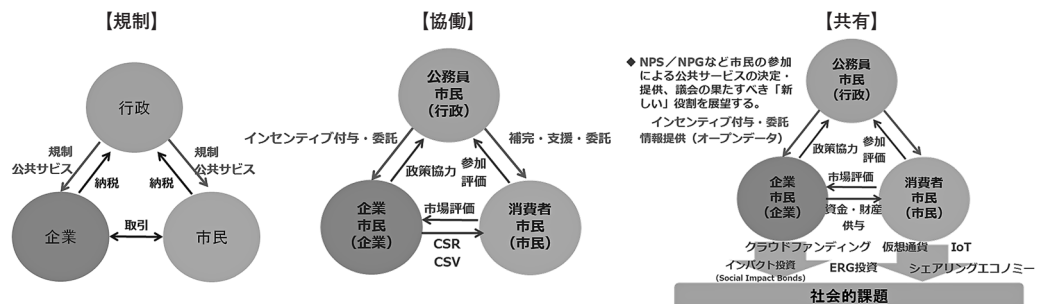 【規制】
行政
規制
公共サービス
規制
公共サービス
納税
納税
企業
取引
市民
【協働】
公務員
市民
(行政)
インセンティブ付与・委託
補完・支援・委託
政策協力
参加
評価
企業
市民
(企業)
市場評価
CSR
CSV
消費者
市民
(市民)
【共有】
◆ NPS/NPGなど市民の参加
による公共サービスの決定・
提供、議会の果たすべき「新
しい」役割を展望する。
公務員
市民
(行政)
インセンティブ付与・委託
情報提供(オープンデータ)
政策協力
参加
評価
企業
市民
(企業)
市場評価
資金・財産
供与
消費者
市民
(市民)
クラウドファンディング 仮想通貨 IoT
インパクト投資
(Social Impact Bonds)
ERG投資
シェアリングエコノミー
社会的課題